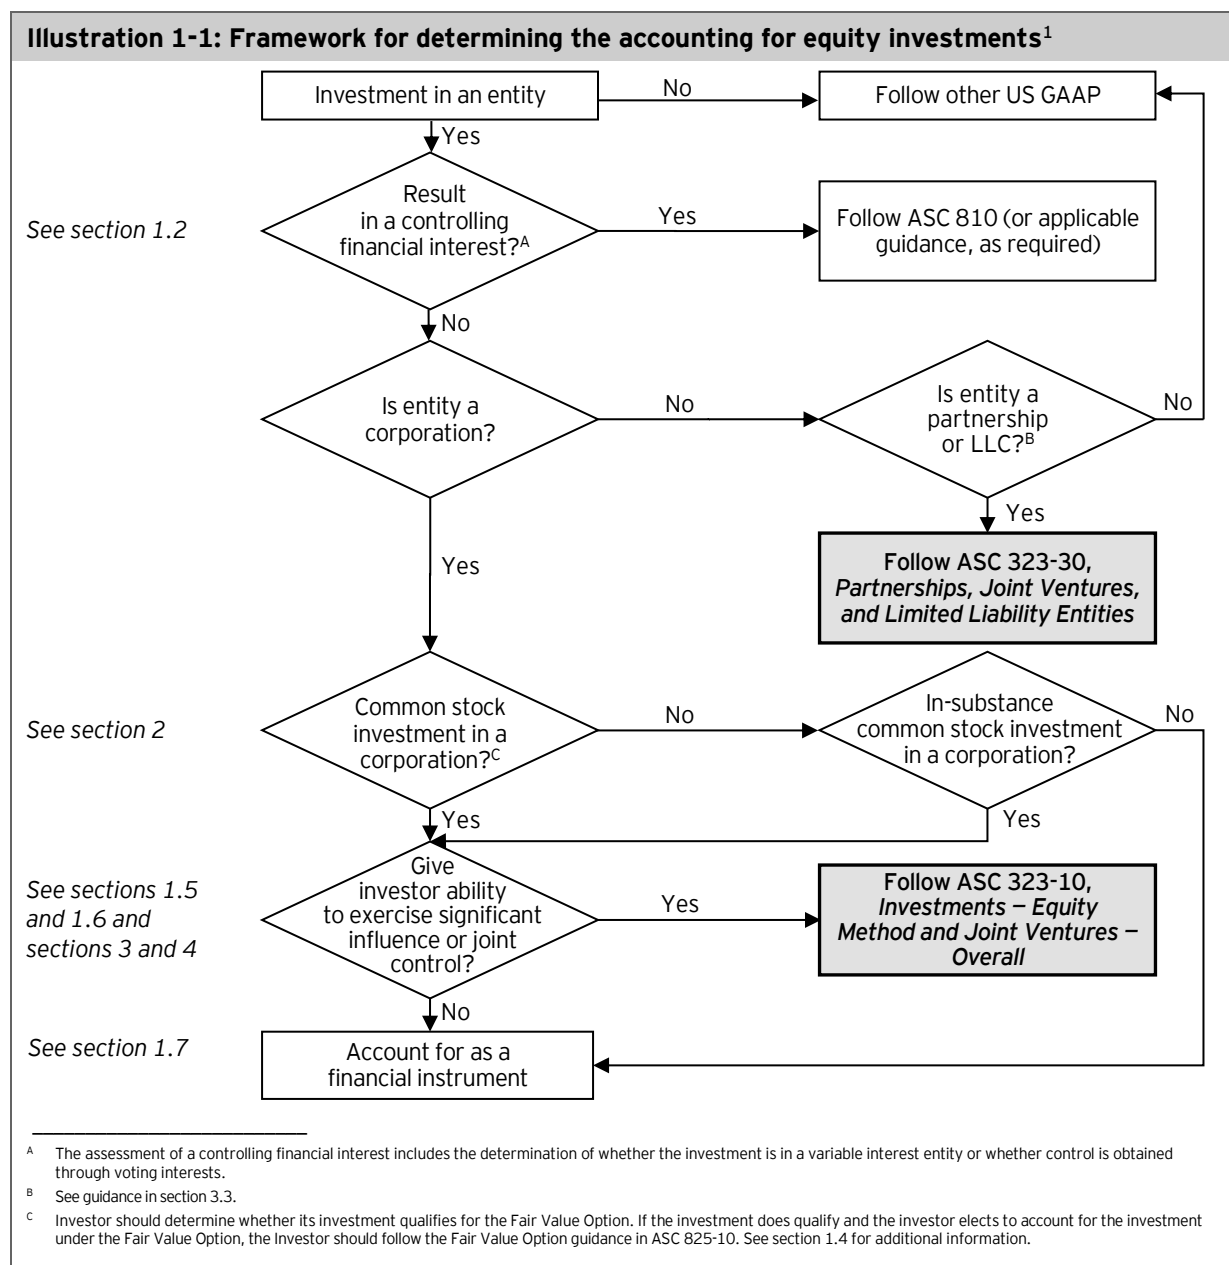 Illustration 1-1: Framework for determining the accounting for equity investments1
Investment in an entity
No
Follow other US GAAP
Yes
See section 1.2
Result
in a controlling
financial interest?A
Yes
Follow ASC 810 (or applicable
guidance, as required)
No
Is entity a
corporation?
No
Is entity a
partnership
or LLC?B
No
Yes
Yes
Follow ASC 323-30,
Partnerships, Joint Ventures,
and Limited Liability Entities
See section 2
Common stock
investment in a
corporation?C
No
In-substance
common stock investment
in a corporation?
No
Yes
Yes
See sections 1.5
and 1.6 and
sections 3 and 4
Give
investor ability
to exercise significant
influence or joint
control?
Yes
Follow ASC 323-10,
Investments – Equity
Method and Joint Ventures –
Overall
No
See section 1.7
Account for as a
financial instrument
A The assessment of a controlling financial interest includes the determination of whether the investment is in a variable interest entity or whether control is obtained
through voting interests.
B See guidance in section 3.3.
C Investor should determine whether its investment qualifies for the Fair Value Option. If the investment does qualify and the investor elects to account for the investment
under the Fair Value Option, the Investor should follow the Fair Value Option guidance in ASC 825-10. See section 1.4 for additional information.